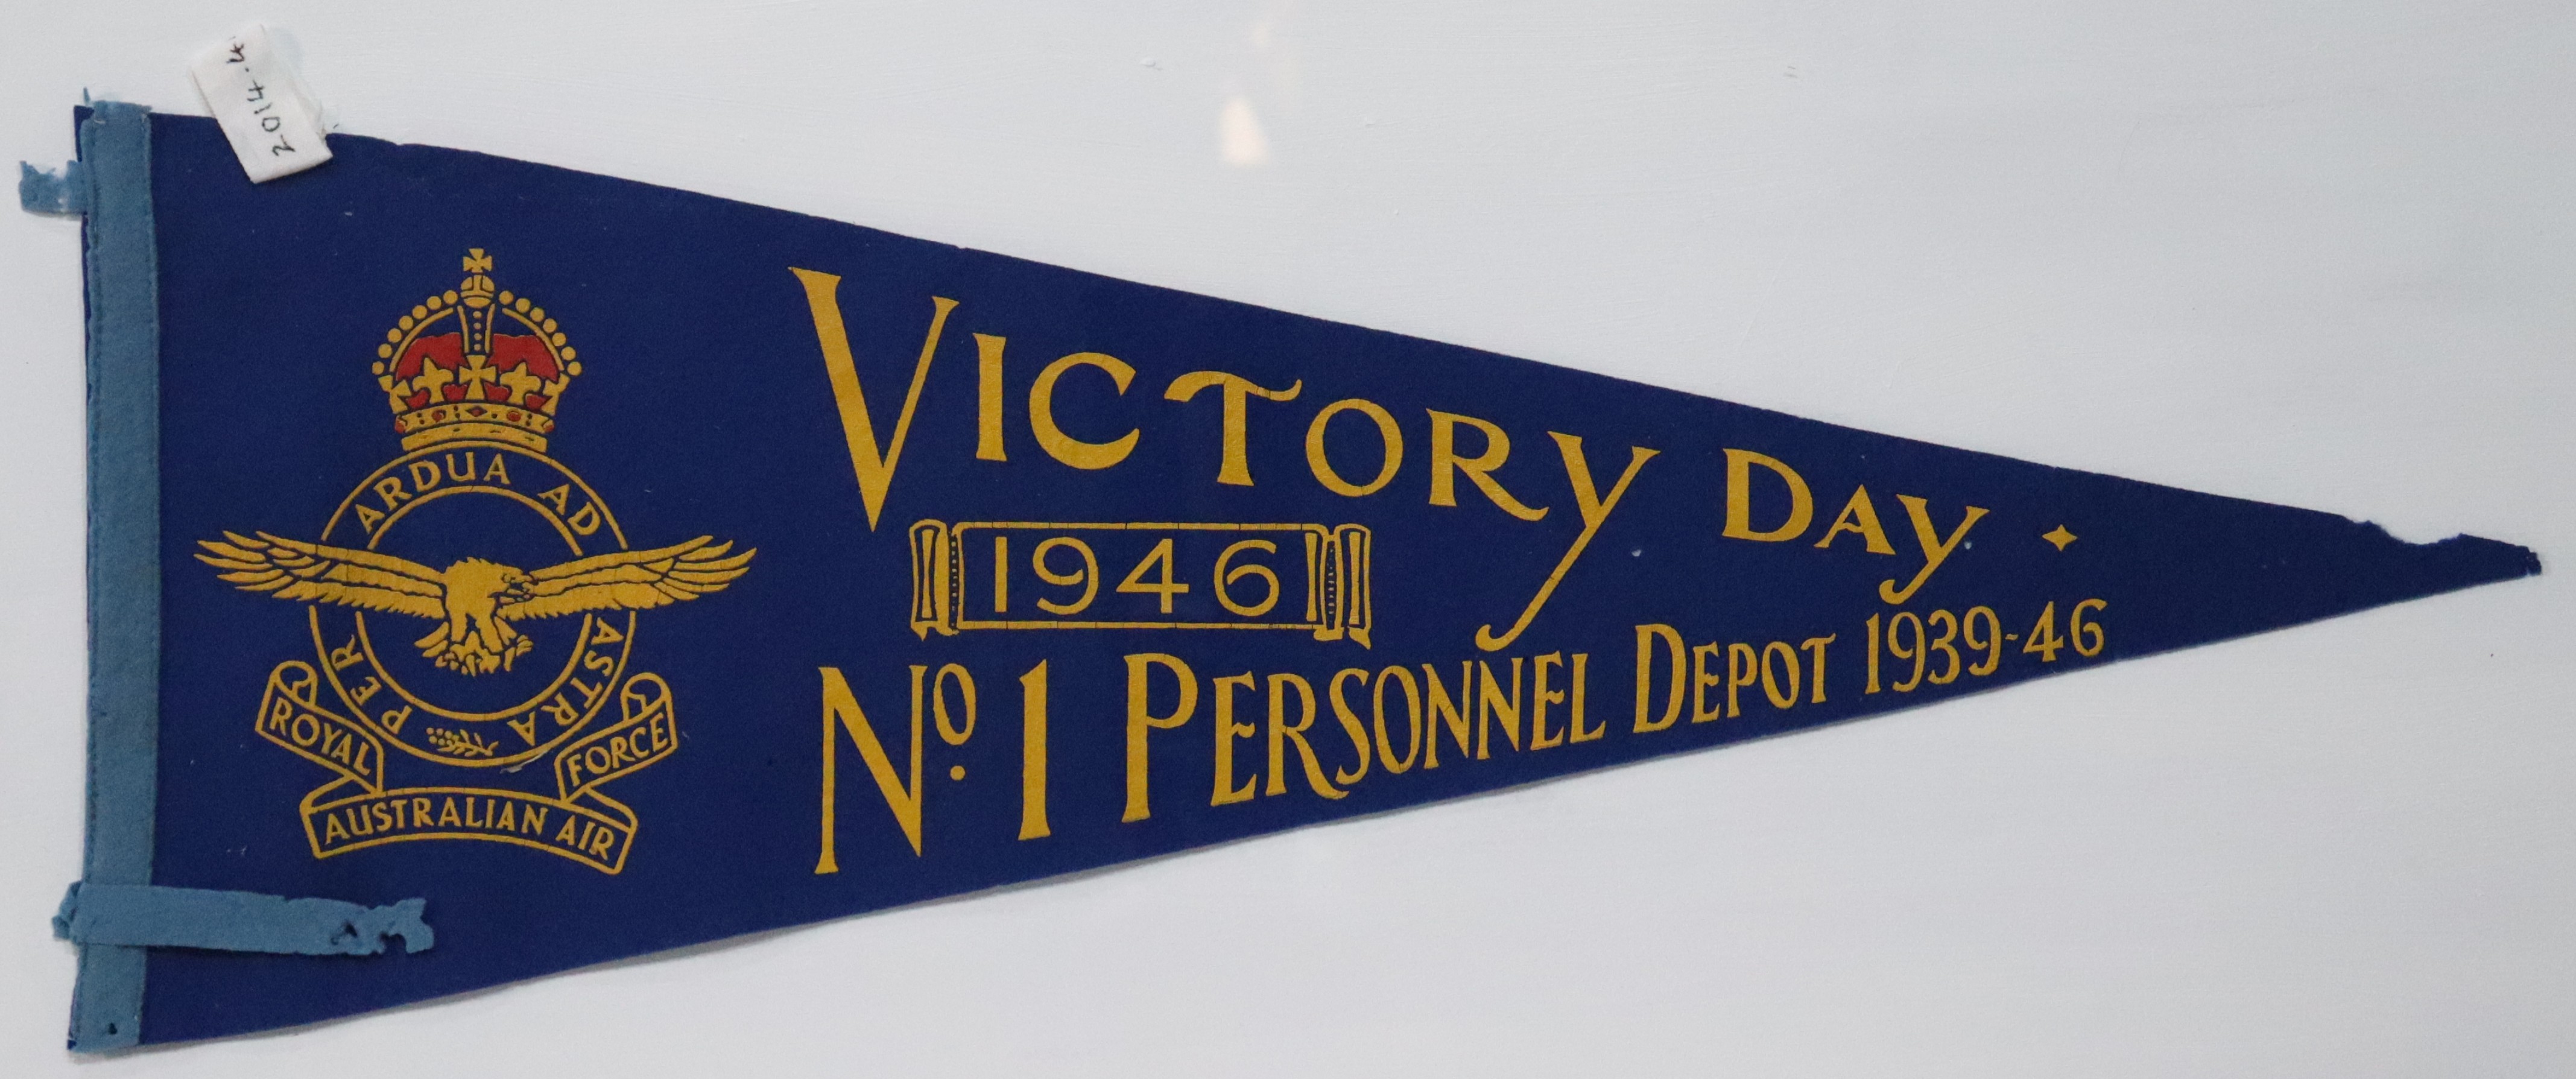 2014.4
PER ARDUA AD ASTRA
ROYAL AUSTRALIAN AIR FORCE
VICTORY DAY
1946
No. 1 PERSONNEL DEPOT 1939-46